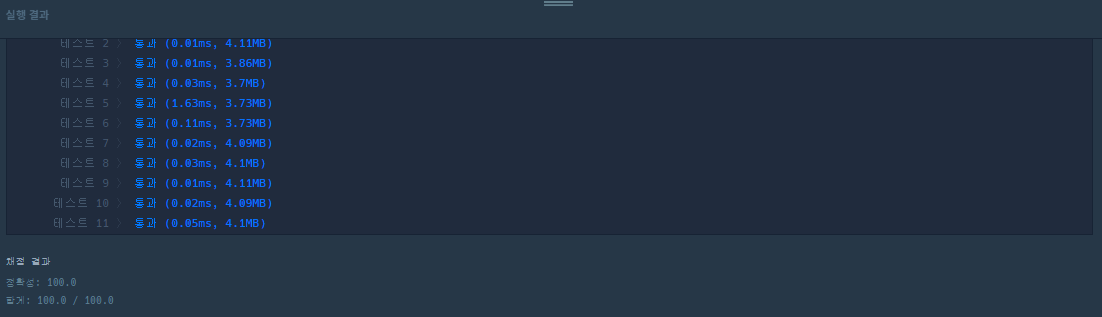 실행 결과
테스트 2 > 통과 (0.01ms, 4.11MB)
테스트 3 > 통과 (0.01ms, 3.86MB)
테스트 4 > 통과 (0.03ms, 3.7MB)
테스트 5 > 통과 (1.63ms, 3.73MB)
테스트 6 > 통과 (0.11ms, 3.73MB)
테스트 7 > 통과 (0.02ms, 4.09MB)
테스트 8 > 통과 (0.03ms, 4.1MB)
테스트 9 > 통과 (0.01ms, 4.11MB)
테스트 10 > 통과 (0.02ms, 4.09MB)
테스트 11 > 통과 (0.05ms, 4.1MB)
채점 결과
정확성: 100.0
합계: 100.0 / 100.0